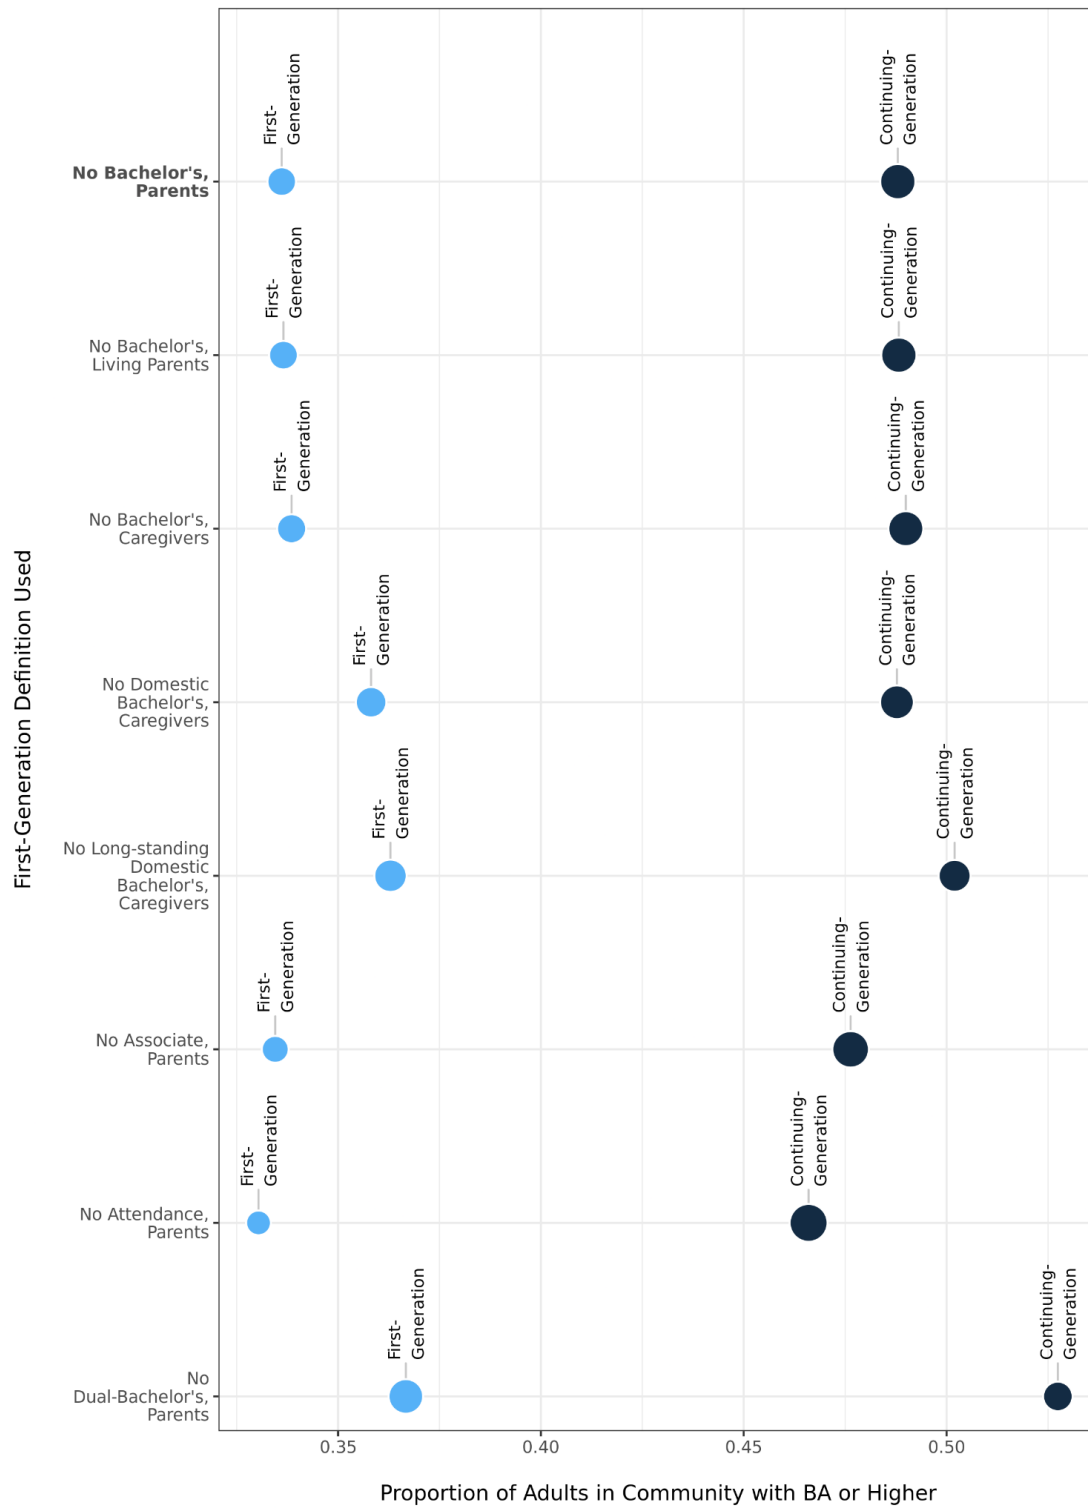 First-
Generation
Continuing-
Generation
No Bachelor's,
Parents
First-
Generation
Continuing-
Generation
No Bachelor's,
Living Parents
First-
Generation
Continuing-
Generation
No Bachelor's,
Caregivers
First-
Generation
Continuing-
Generation
No Domestic
Bachelor's,
Caregivers
First-
Generation
Continuing-
Generation
No Long-standing
Domestic
Bachelor's,
Caregivers
First-
Generation
Continuing-
Generation
No Associate,
Parents
First-
Generation
Continuing-
Generation
No Attendance,
Parents
First-
Generation
Continuing-
Generation
No
Dual-Bachelor's,
Parents
First-Generation Definition Used
0.35 0.40 0.45 0.50
Proportion of Adults in Community with BA or Higher